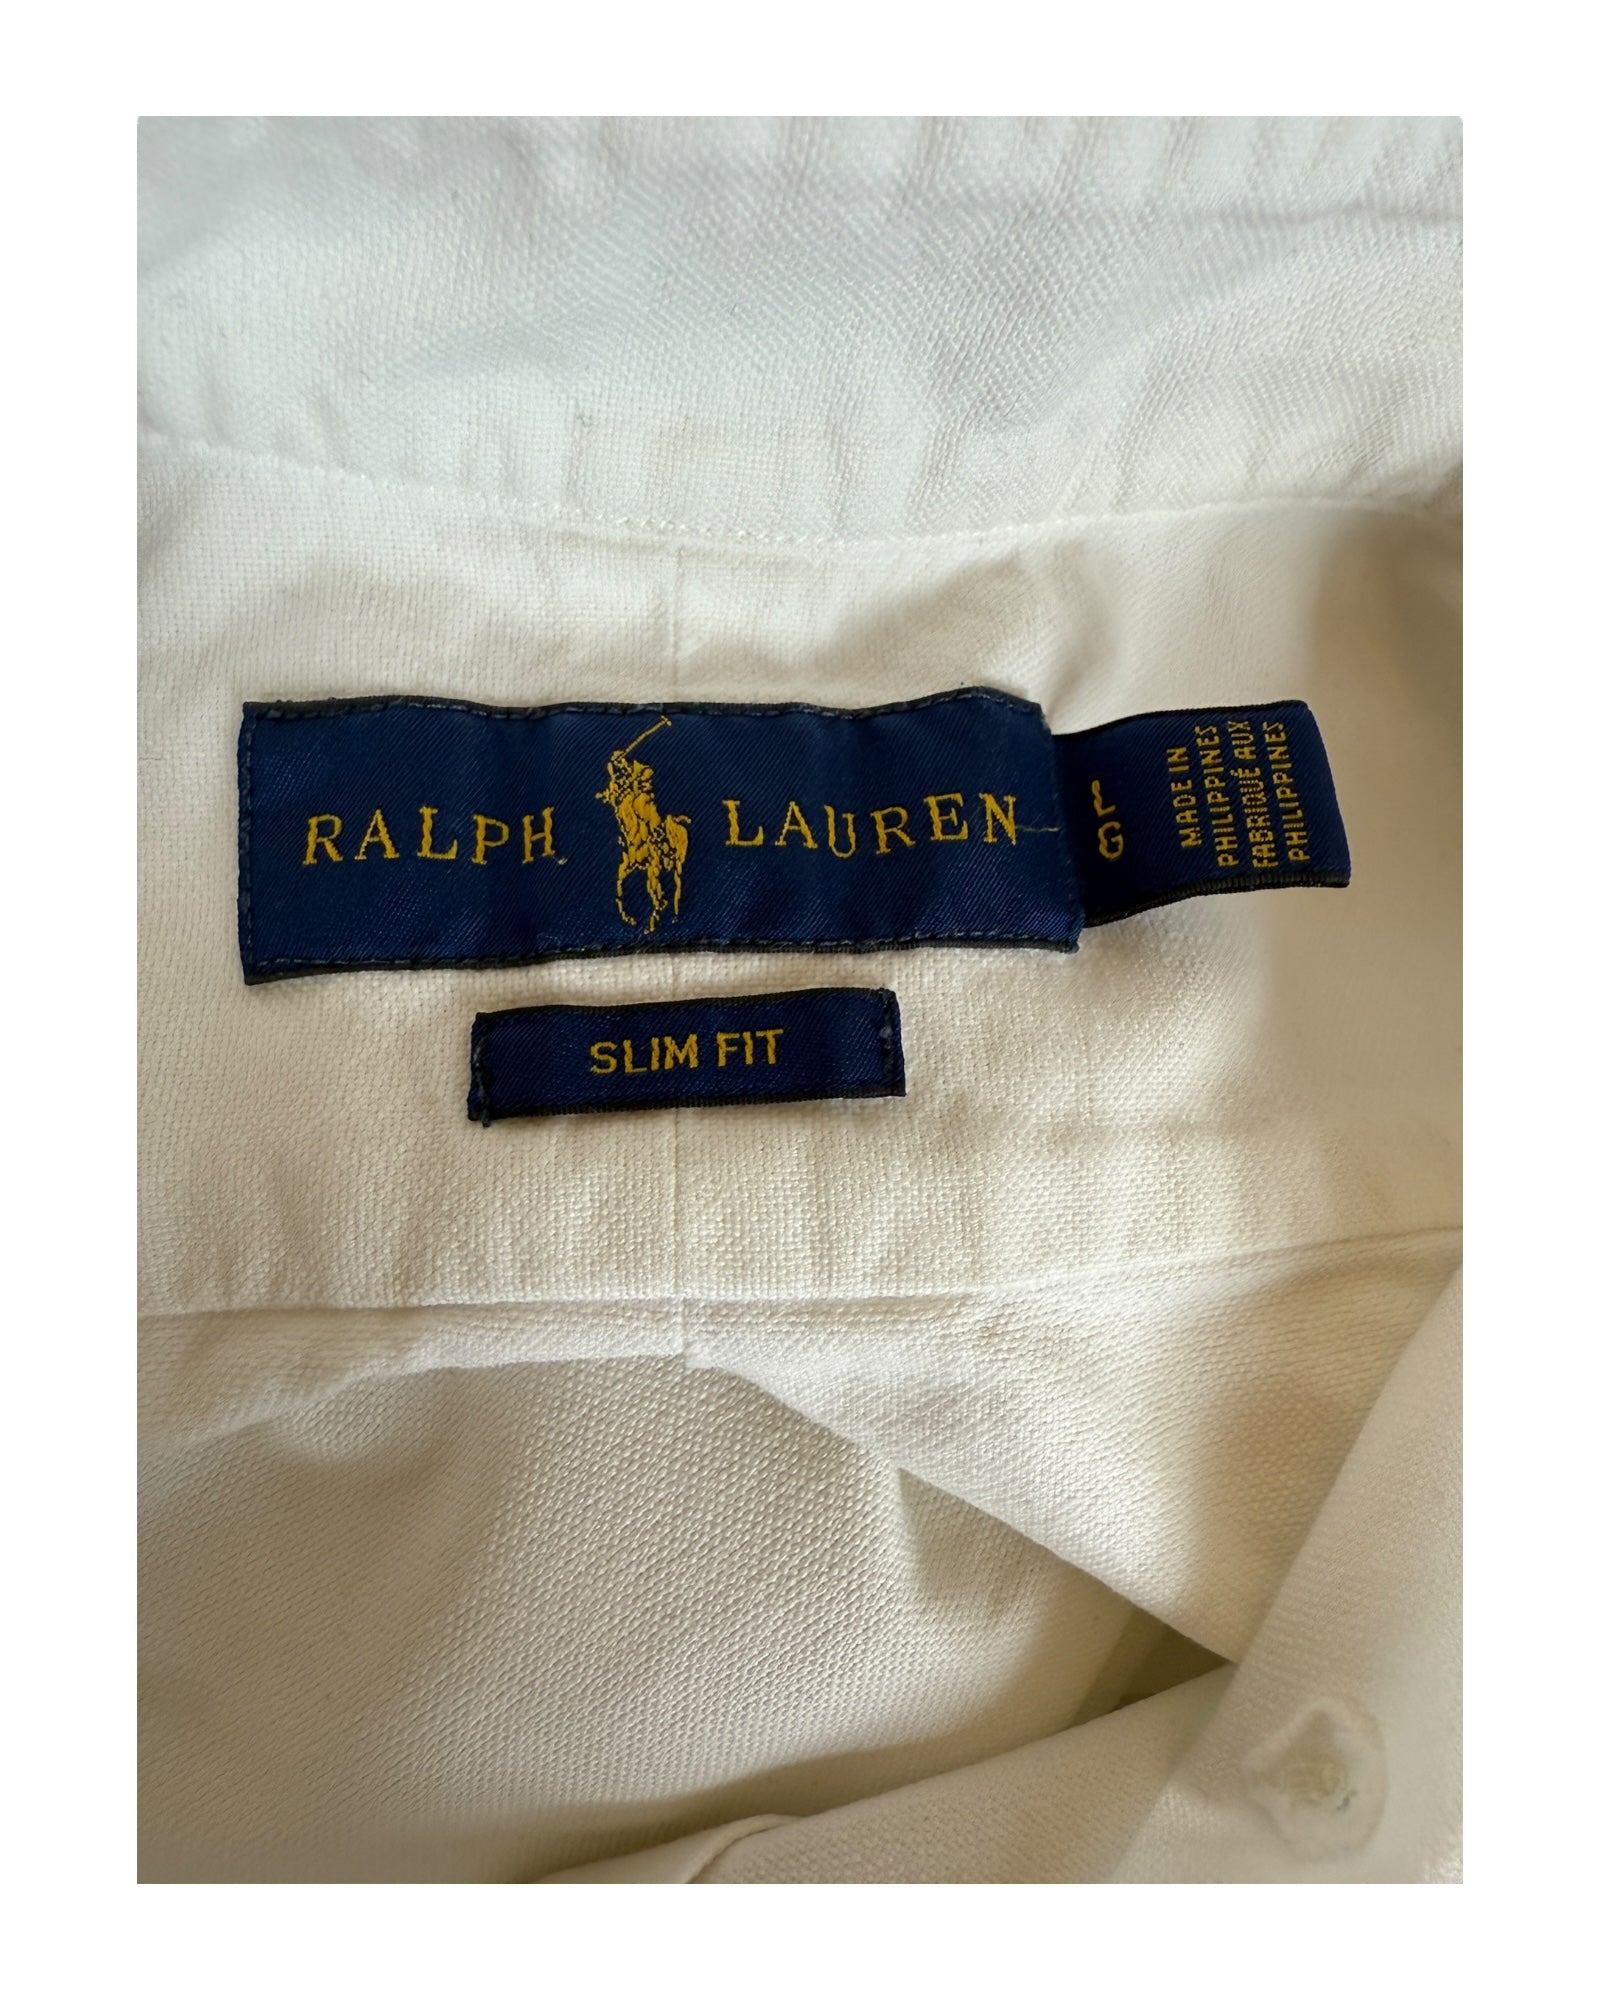 RALPH LAUREN
L
G
MADE IN
PHILIPPINES
FABRIQUÉ AUX
PHILIPPINES
SLIM FIT